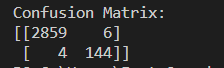 Confusion Matrix:
[[2859    6]
 [   4  144]]